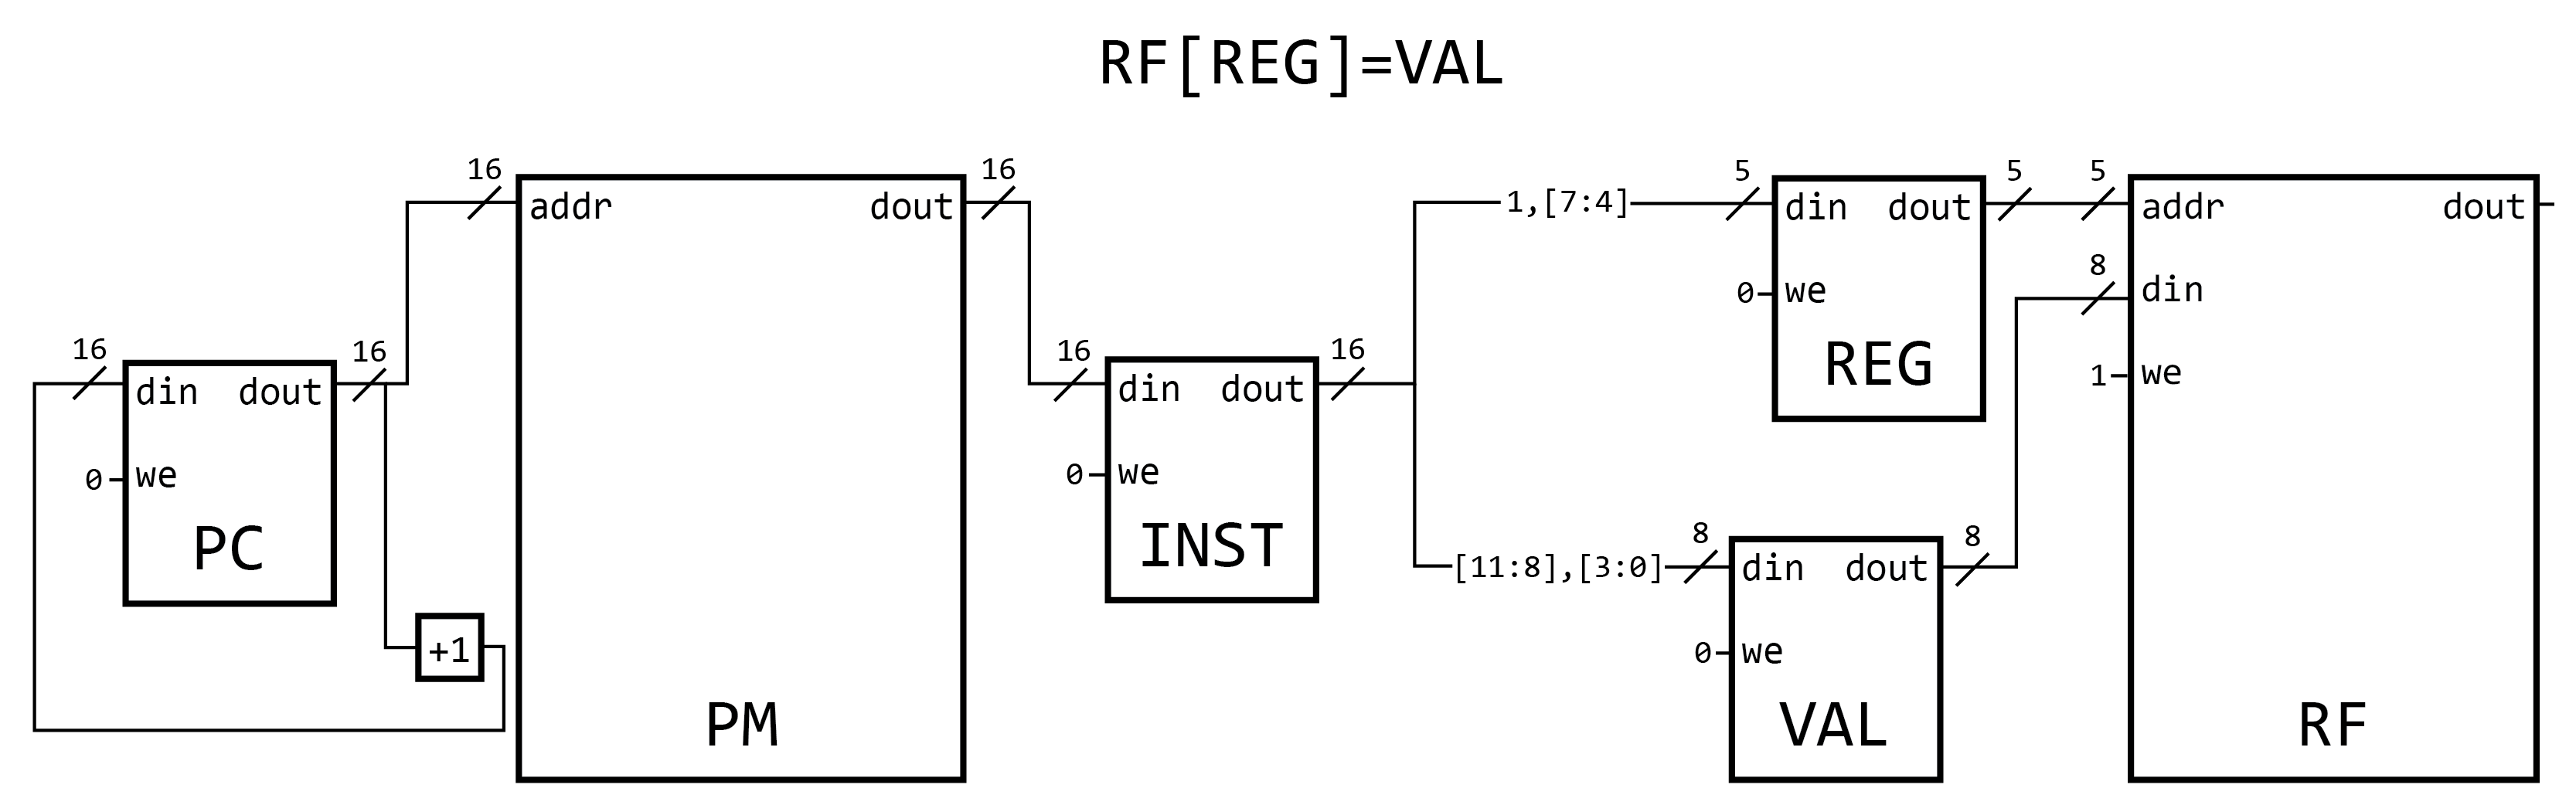 RF[REG]=VAL
16
addr
dout
16
PM
16
din
dout
16
0
we
PC
+1
16
din
dout
16
0
we
INST
1,[7:4]
5
din
dout
5
0
we
REG
[11:8],[3:0]
8
din
dout
8
0
we
VAL
5
addr
dout
8
din
1
we
RF